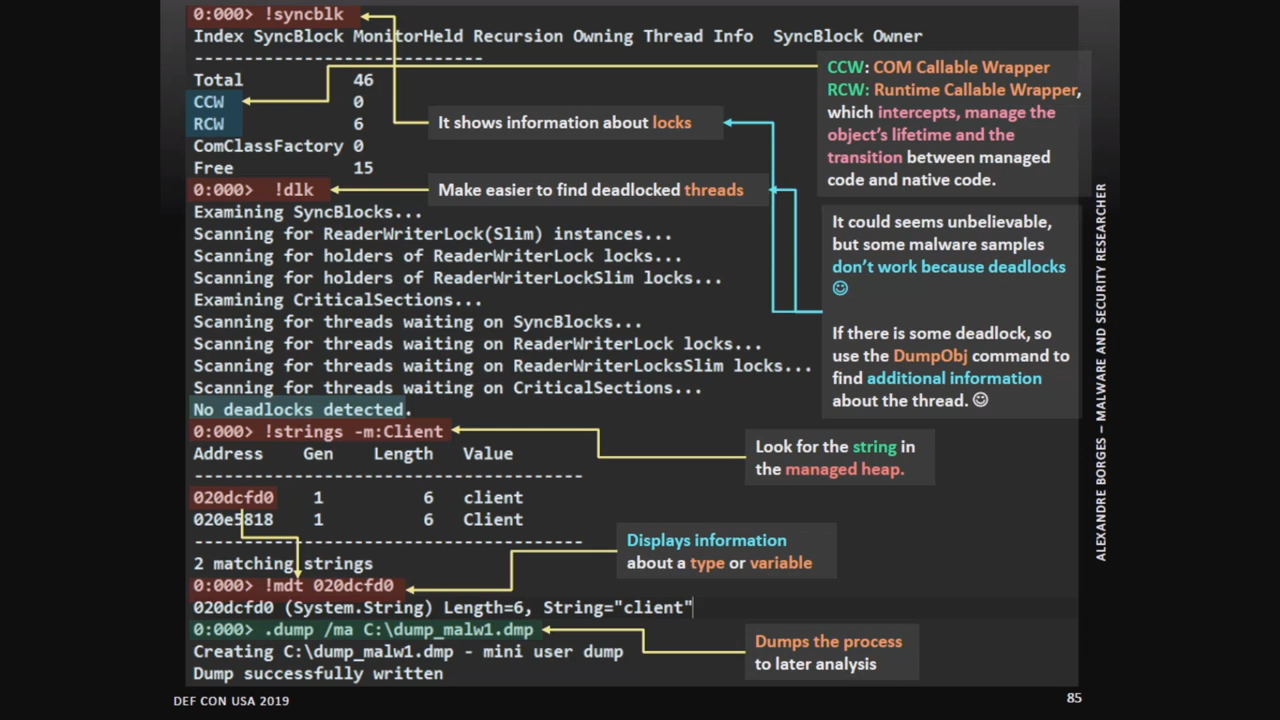 0:000> !syncblk
Index SyncBlock MonitorHeld Recursion Owning Thread Info  SyncBlock Owner
-----------------------------
Total           46
CCW             0
RCW             6
ComClassFactory 0
Free            15
0:000>  !dlk
Examining SyncBlocks...
Scanning for ReaderWriterLock(Slim) instances...
Scanning for holders of ReaderWriterLock locks...
Scanning for holders of ReaderWriterLockSlim locks...
Examining CriticalSections...
Scanning for threads waiting on SyncBlocks...
Scanning for threads waiting on ReaderWriterLock locks...
Scanning for threads waiting on ReaderWriterLocksSlim locks...
Scanning for threads waiting on CriticalSections...
No deadlocks detected.
0:000> !strings -m:Client
Address    Gen    Length   Value
---------------------------------------
020dcfd0    1          6   client
020e5818    1          6   Client
---------------------------------------
2 matching strings
0:000> !mdt 020dcfd0
020dcfd0 (System.String) Length=6, String="client"
0:000> .dump /ma C:\dump_malw1.dmp
Creating C:\dump_malw1.dmp - mini user dump
Dump successfully written
It shows information about locks
Make easier to find deadlocked threads
CCW: COM Callable Wrapper
RCW: Runtime Callable Wrapper,
which intercepts, manage the
object's lifetime and the
transition between managed
code and native code.
It could seems unbelievable,
but some malware samples
don't work because deadlocks
☺
If there is some deadlock, so
use the DumpObj command to
find additional information
about the thread. ☺
Look for the string in
the managed heap.
Displays information
about a type or variable
Dumps the process
to later analysis
ALEXANDRE BORGES – MALWARE AND SECURITY RESEARCHER
DEF CON USA 2019
85